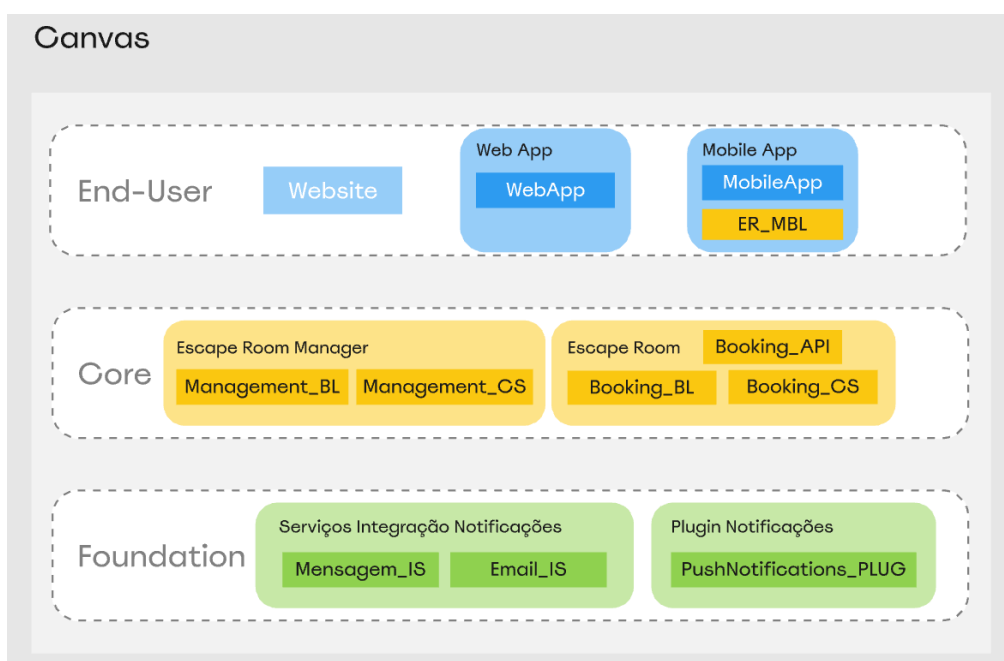 Canvas
End-User
Website
Web App
WebApp
Mobile App
MobileApp
ER_MBL
Core
Escape Room Manager
Management_BL
Management_CS
Escape Room
Booking_API
Booking_BL
Booking_CS
Foundation
Serviços Integração Notificações
Mensagem_IS
Email_IS
Plugin Notificações
PushNotifications_PLUG